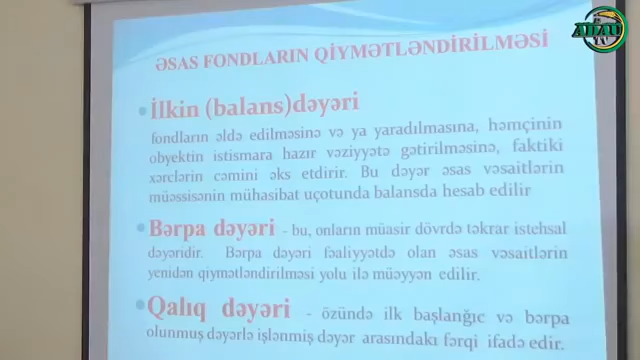 ADAU
TV
ƏSAS FONDLARIN QİYMƏTLƏNDİRİLMƏSİ
İlkin (balans)dəyəri
fondların əldə edilməsinə və ya yaradılmasına, həmçinin
obyektin istismara hazır vəziyyətə gətirilməsinə, faktiki
xərclərin cəmini əks etdirir. Bu dəyər əsas vəsaitlərin
müəssisənin mühasibat uçotunda balansda hesab edilir
Bərpa dəyəri - bu, onların müasir dövrdə təkrar istehsal
dəyəridir. Bərpa dəyəri fəaliyyətdə olan əsas vəsaitlərin
yenidən qiymətləndirilməsi yolu ilə müəyyən edilir.
Qalıq dəyəri - özündə ilk başlanğıc və bərpa
olunmuş dəyərlə işlənmiş dəyər arasındakı fərqi ifadə edir.